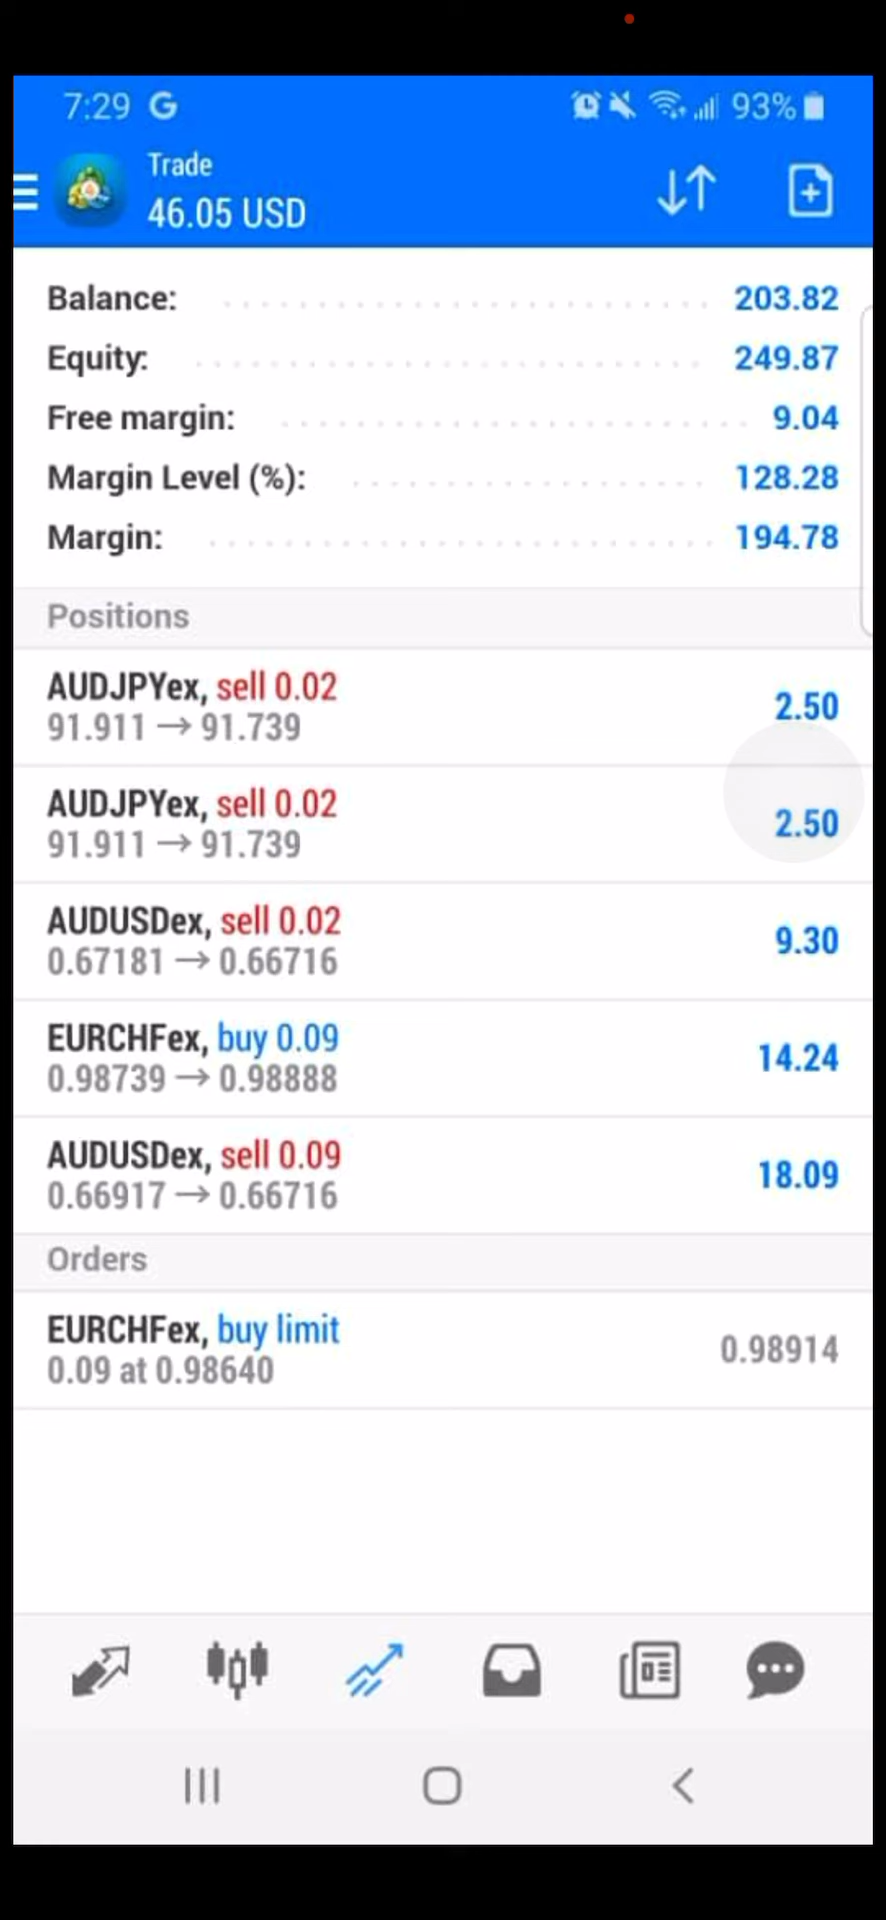 7:29 G 93%
Trade
46.05 USD
Balance: 203.82
Equity: 249.87
Free margin: 9.04
Margin Level (%): 128.28
Margin: 194.78
Positions
AUDJPYex, sell 0.02
91.911 → 91.739 2.50
AUDJPYex, sell 0.02
91.911 → 91.739 2.50
AUDUSDex, sell 0.02
0.67181 → 0.66716 9.30
EURCHFex, buy 0.09
0.98739 → 0.98888 14.24
AUDUSDex, sell 0.09
0.66917 → 0.66716 18.09
Orders
EURCHFex, buy limit
0.09 at 0.98640 0.98914